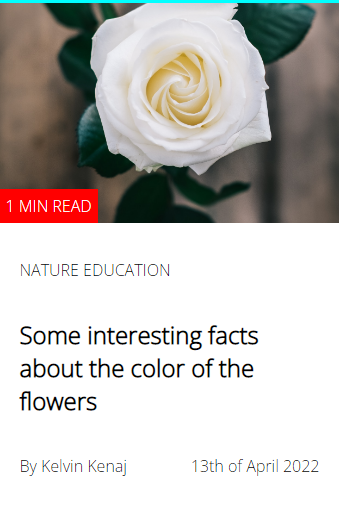 1 MIN READ
NATURE EDUCATION
Some interesting facts
about the color of the
flowers
By Kelvin Kenaj 13th of April 2022